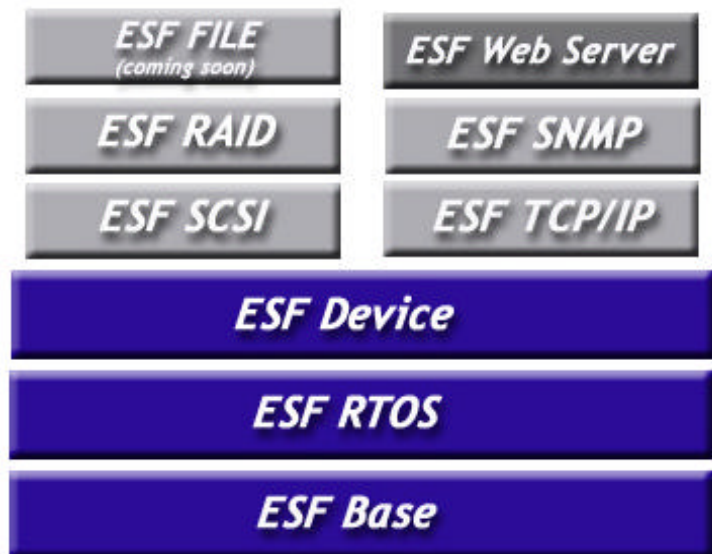 ESF FILE
(coming soon)
ESF Web Server
ESF RAID
ESF SNMP
ESF SCSI
ESF TCP/IP
ESF Device
ESF RTOS
ESF Base